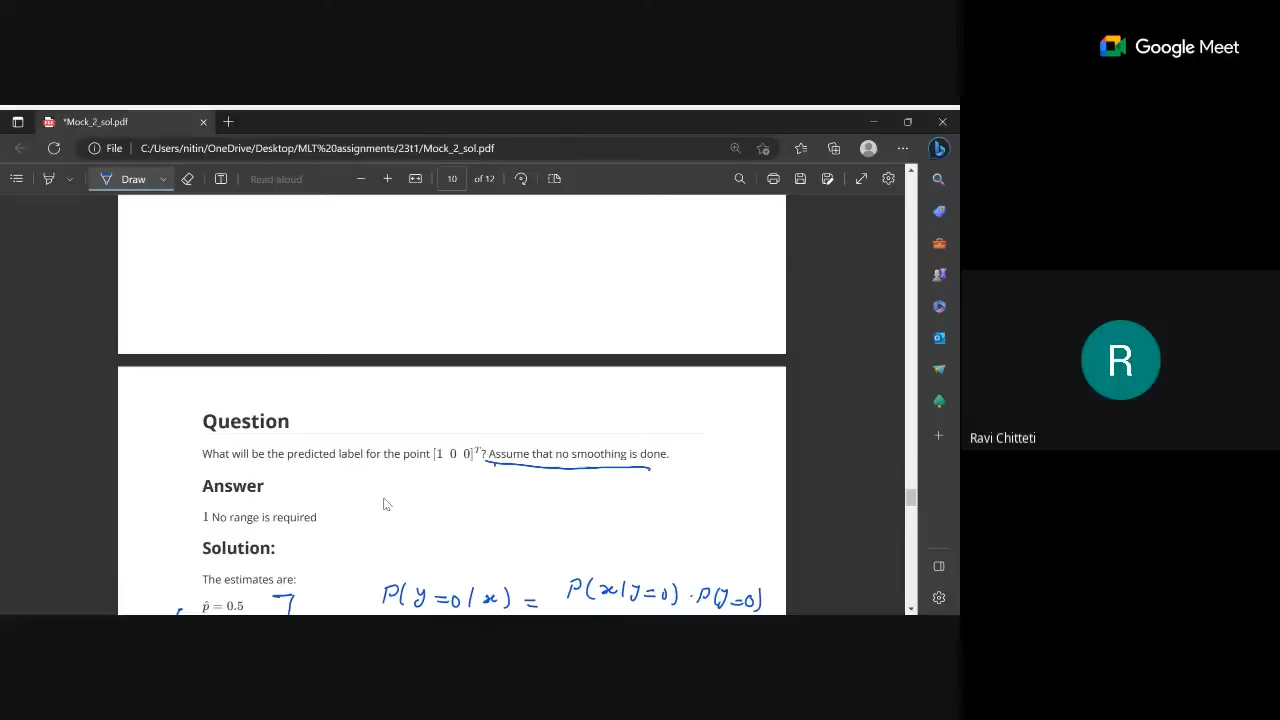 Google Meet
*Mock_2_sol.pdf
File
C:/Users/nitin/OneDrive/Desktop/MLT%20assignments/23t1/Mock_2_sol.pdf
Draw
Read aloud
10 of 12
Question
What will be the predicted label for the point [1 0 0]^T? Assume that no smoothing is done.
Answer
1 No range is required
Solution:
The estimates are:
p̂ = 0.5
P(y=0/x) = P(x/y=0) · P(y=0)
R
Ravi Chitteti